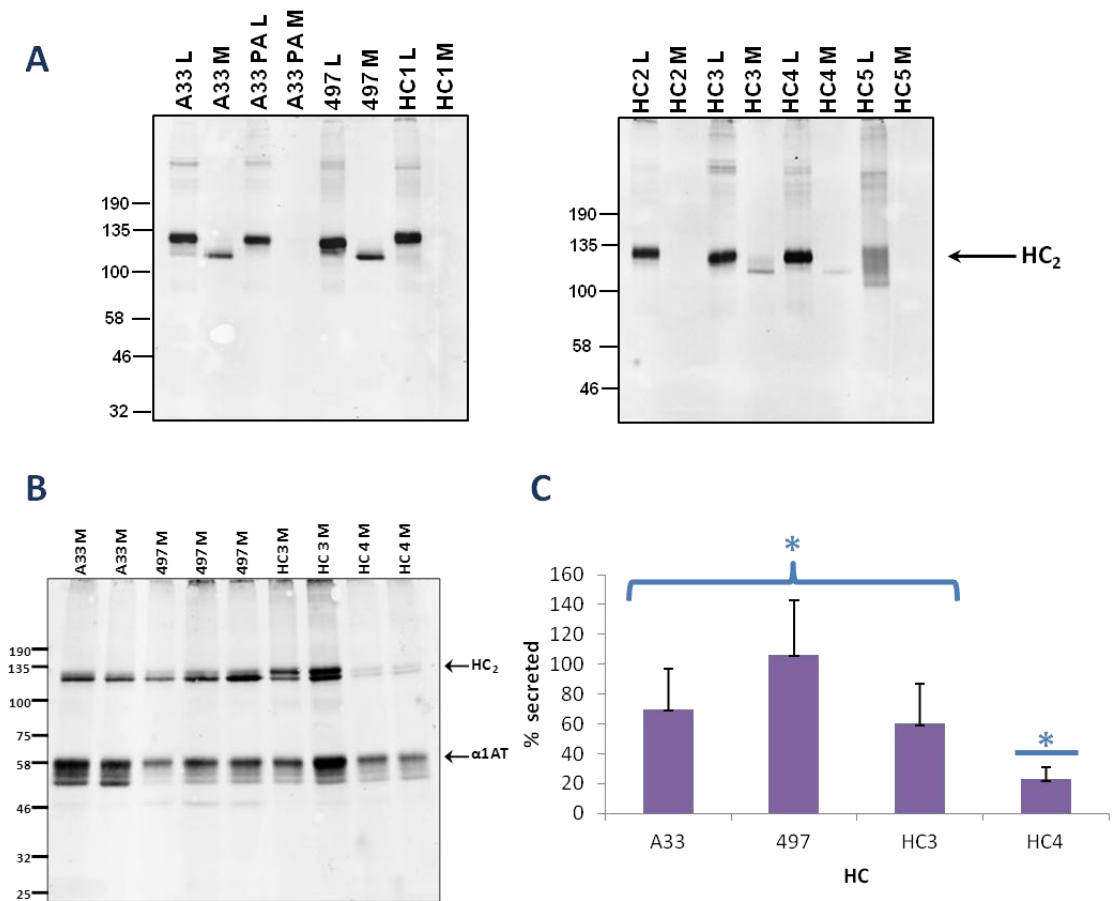 A
A33 L
A33 M
A33 PA L
A33 PA M
497 L
497 M
HC1 L
HC1 M
190
135
100
58
46
32
HC2 L
HC2 M
HC3 L
HC3 M
HC4 L
HC4 M
HC5 L
HC5 M
190
135
100
58
46
HC₂
B
A33 M
A33 M
497 M
497 M
497 M
HC3 M
HC 3 M
HC 4 M
HC 4 M
190
135
100
75
58
46
32
25
HC₂
α1AT
C
*
*
% secreted
160
140
120
100
80
60
40
20
0
A33
497
HC3
HC4
HC